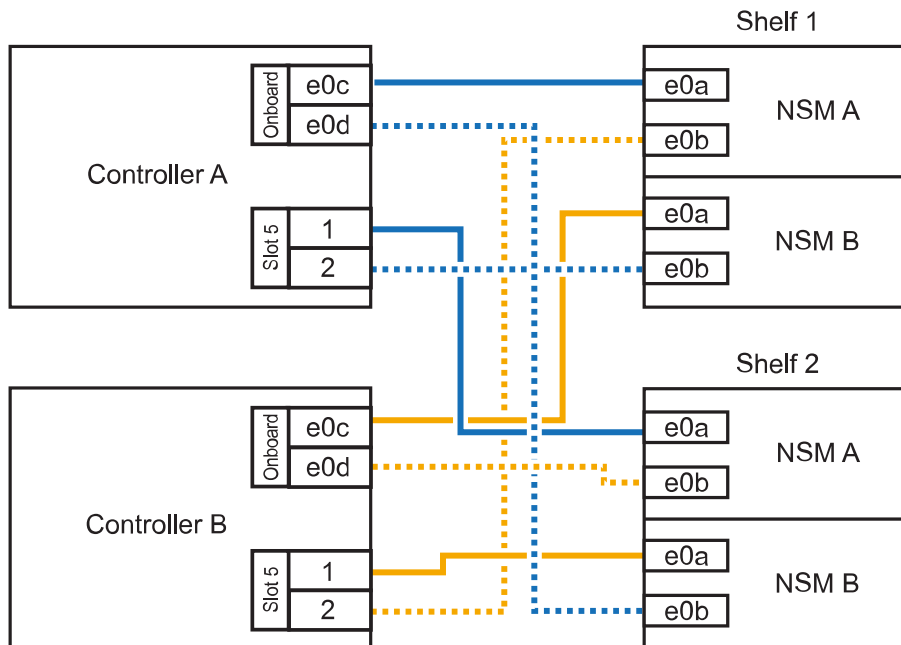 Shelf 1
Onboard
e0c
e0d
Controller A
Slot 5
1
2
e0a
NSM A
e0b
e0a
NSM B
e0b
Shelf 2
Onboard
e0c
e0d
Controller B
Slot 5
1
2
e0a
NSM A
e0b
e0a
NSM B
e0b